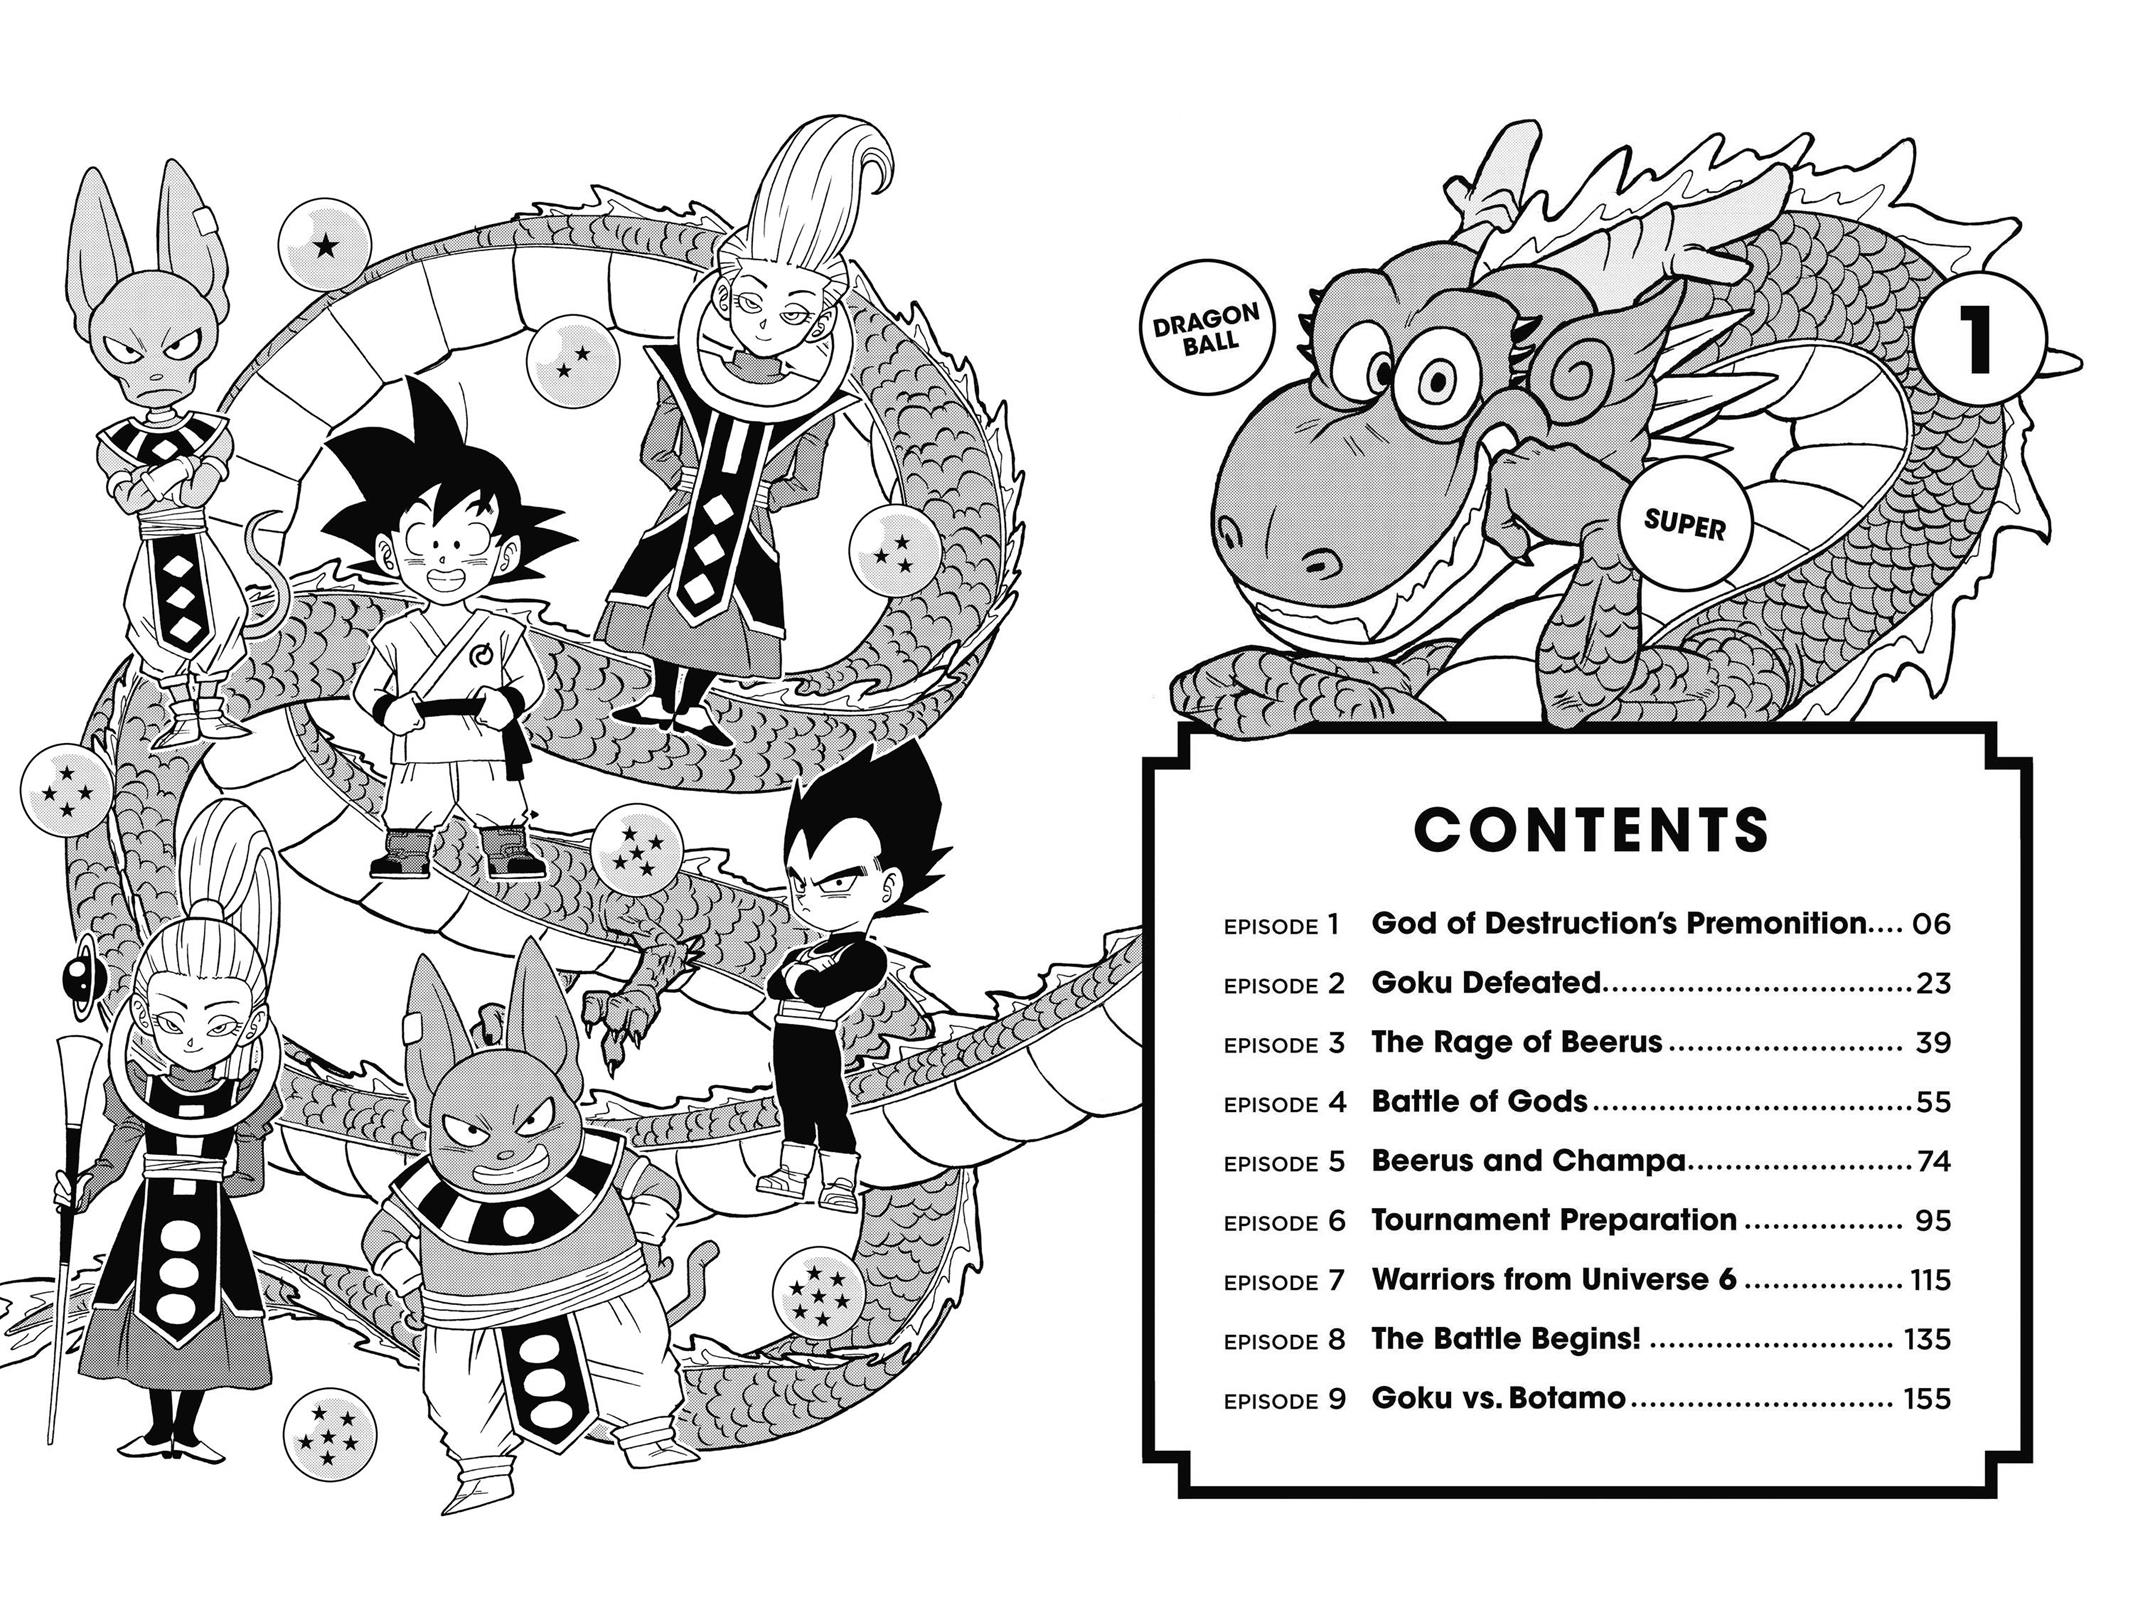 DRAGON
BALL
SUPER
1
CONTENTS
EPISODE 1 God of Destruction's Premonition.... 06
EPISODE 2 Goku Defeated.......................................23
EPISODE 3 The Rage of Beerus.............................. 39
EPISODE 4 Battle of Gods.........................................55
EPISODE 5 Beerus and Champa............................74
EPISODE 6 Tournament Preparation.................... 95
EPISODE 7 Warriors from Universe 6.................... 115
EPISODE 8 The Battle Begins!............................... 135
EPISODE 9 Goku vs. Botamo................................. 155